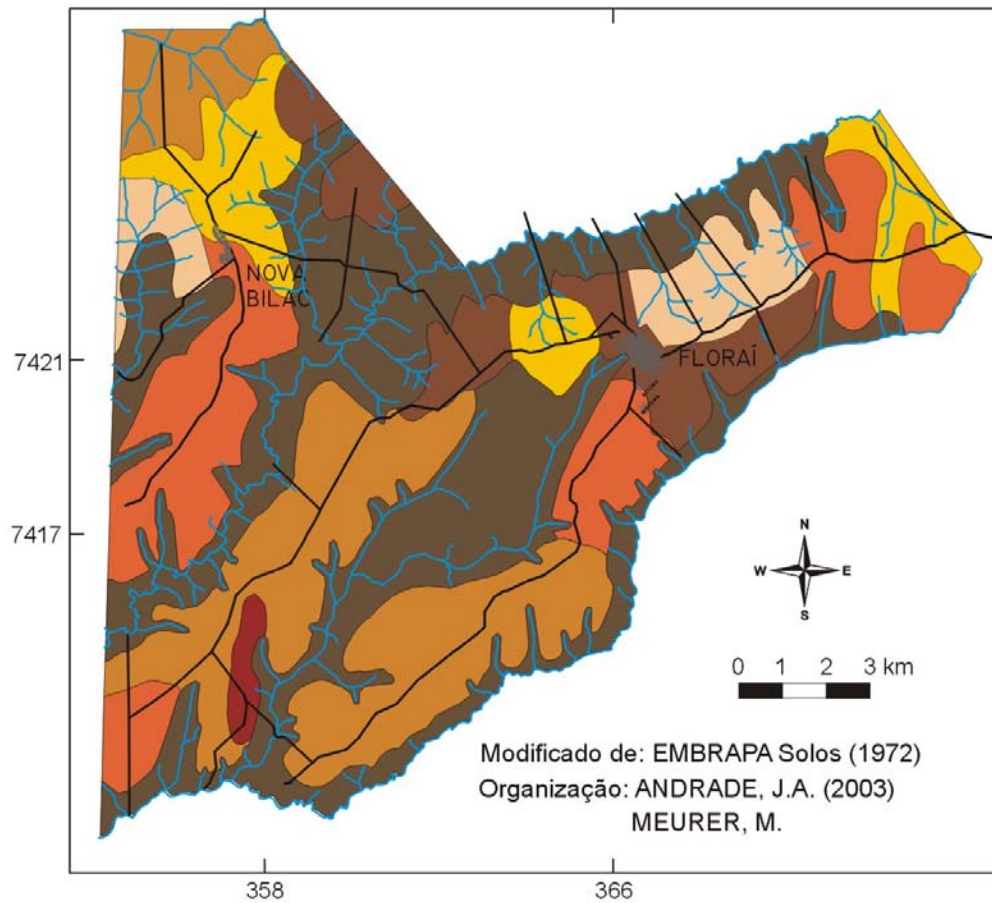 NOVA
BILAC
FLORAÍ
7421
7417
N
W E
S
0 1 2 3 km
Modificado de: EMBRAPA Solos (1972)
Organização: ANDRADE, J.A. (2003)
MEURER, M.
358 366